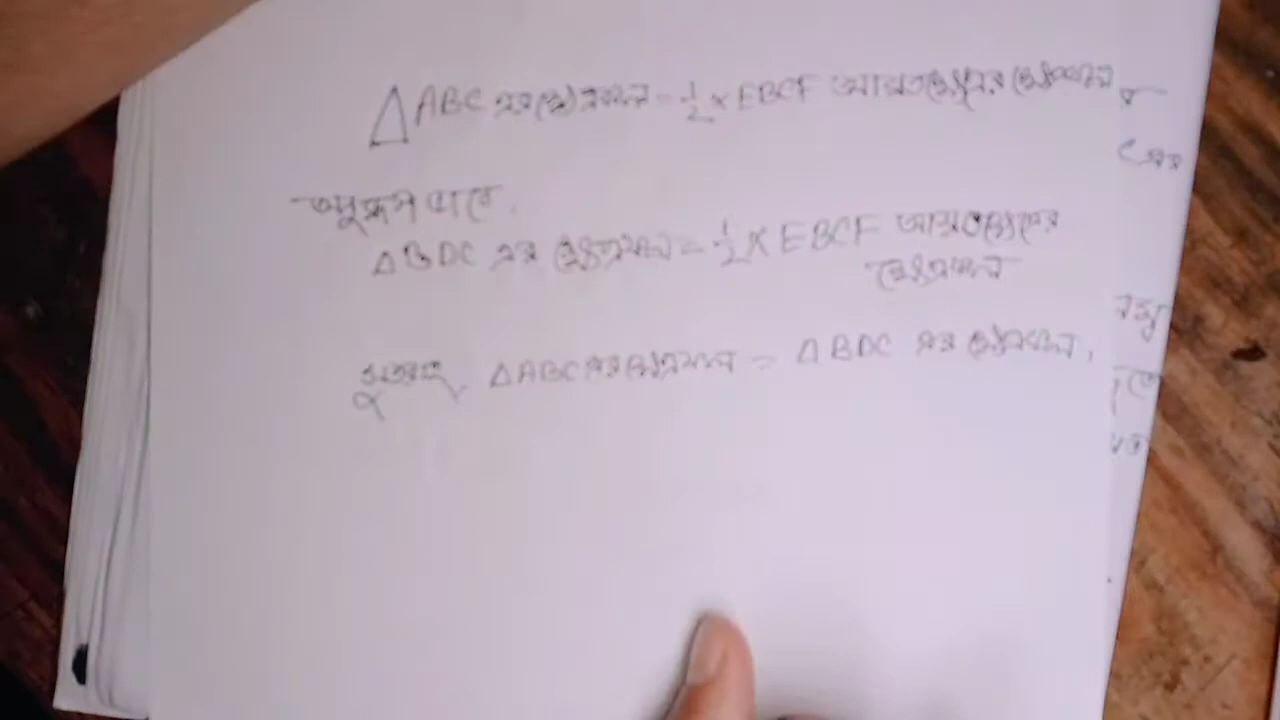 △ABC এর ক্ষেত্রফল = 1/2 × EBCF আয়তক্ষেত্রের ক্ষেত্রফল
অনুরূপ ভাবে,
△BDC এর ক্ষেত্রফল = 1/2 × EBCF আয়তক্ষেত্রের
ক্ষেত্রফল
সুতরাং, △ABC এর ক্ষেত্রফল = △BDC এর ক্ষেত্রফল,